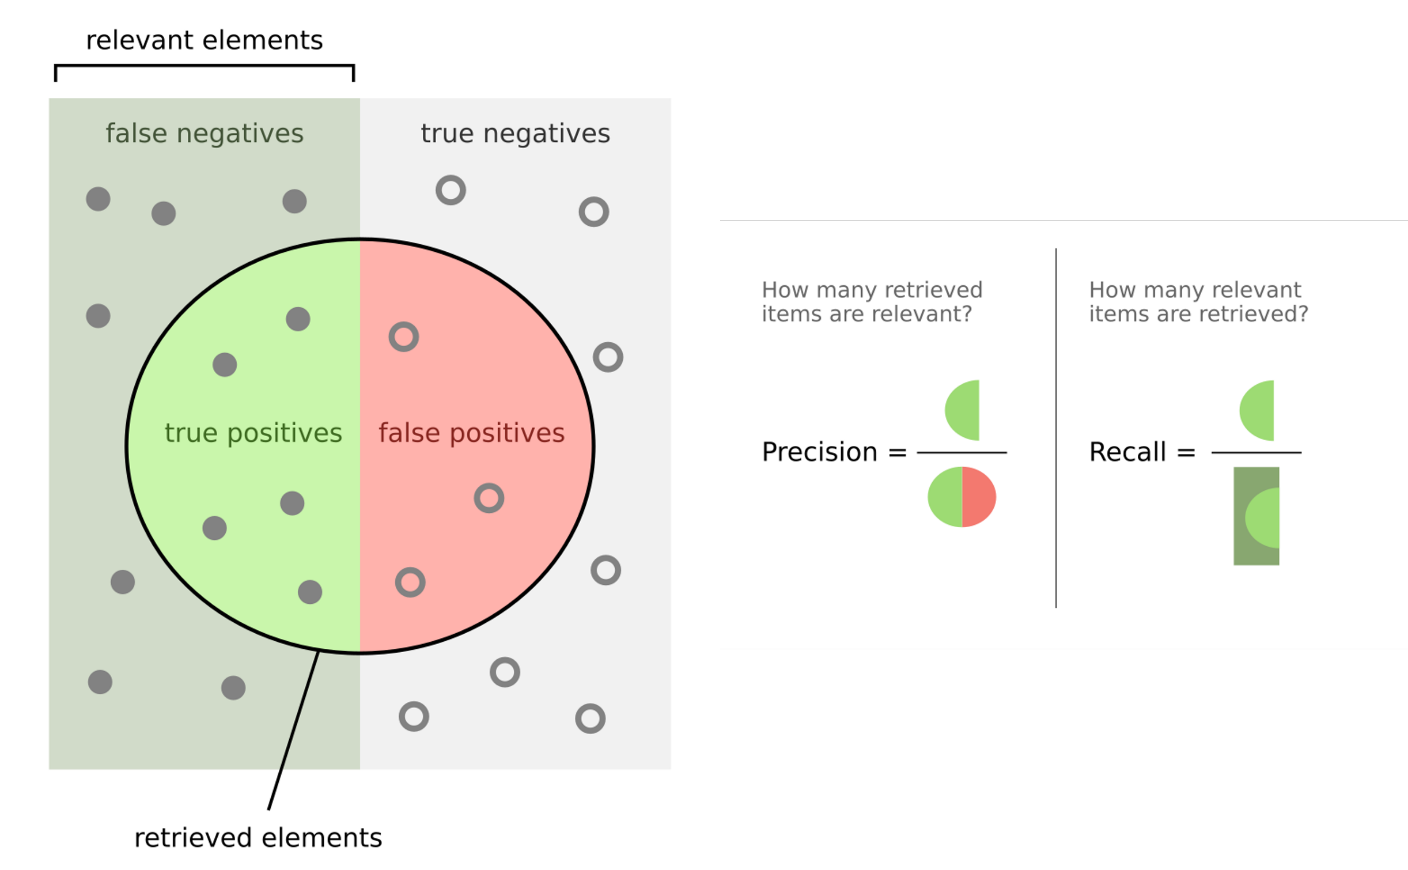 relevant elements
false negatives
true negatives
true positives
false positives
retrieved elements
How many retrieved
items are relevant?
Precision =
How many relevant
items are retrieved?
Recall =